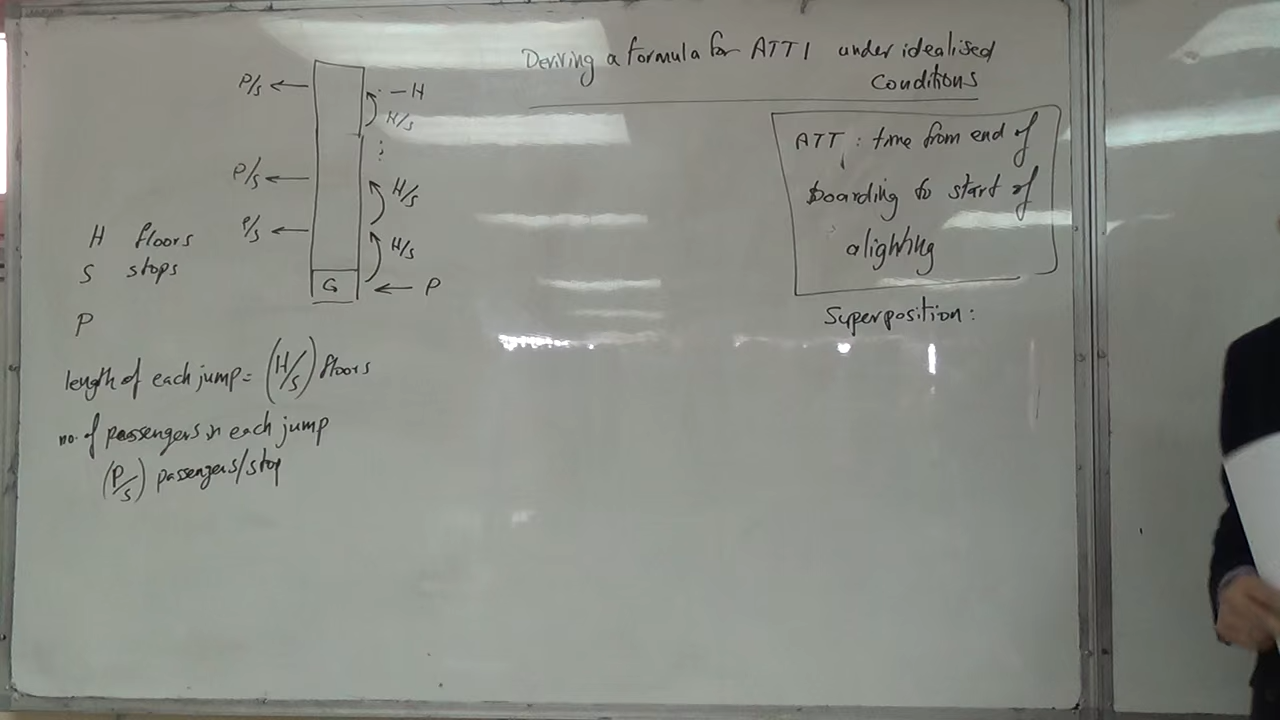 Deriving a formula for ATT1 under idealised
Conditions
P/S
- H
H/S
ATT : time from end of
boarding to start of
alighting
P/S
H/S
P/S
H/S
H floors
S stops
G
P
P
Superposition:
length of each jump = (H/S) floors
no. of passengers in each jump
(P/S) passengers/stop